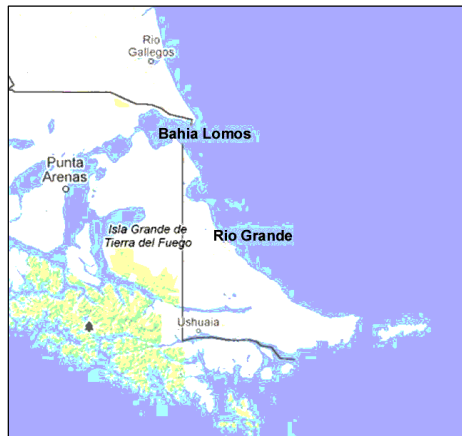 Rio
Gallegos
Bahia Lomos
Punta
Arenas
Isla Grande de
Tierra del Fuego
Rio Grande
Ushuaia